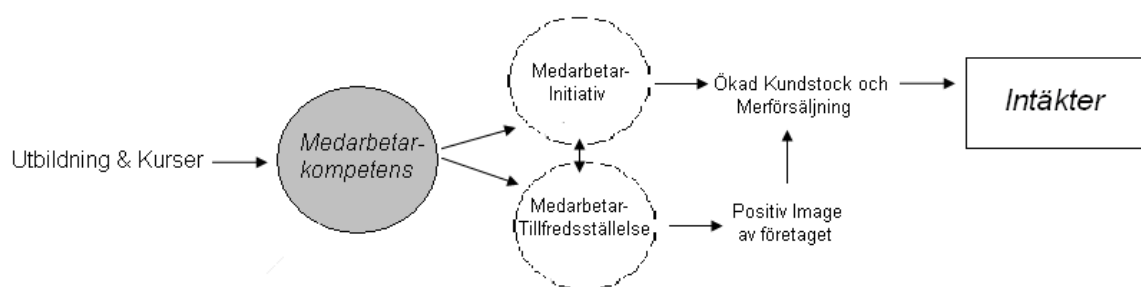 Utbildning & Kurser
Medarbetar-
kompetens
Medarbetar-
Initiativ
Medarbetar-
Tillfredsställelse
Ökad Kundstock och
Merförsäljning
Positiv Image
av företaget
Intäkter